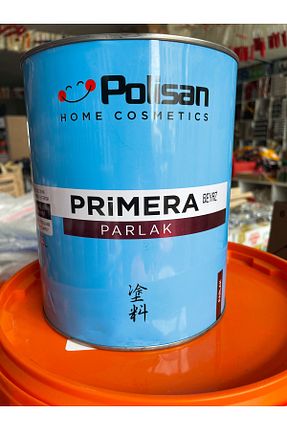 Polisan
HOME COSMETICS
PRiMERA BEYAZ
PARLAK
塗料